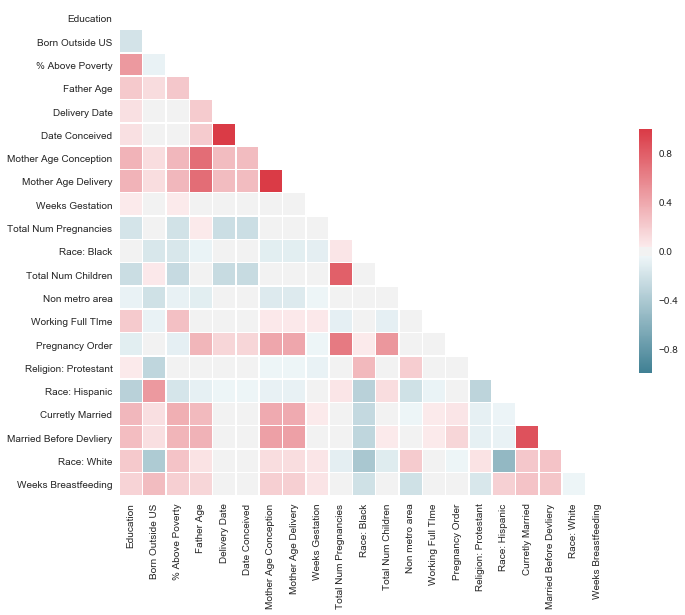 Education
Born Outside US
% Above Poverty
Father Age
Delivery Date
Date Conceived
Mother Age Conception
Mother Age Delivery
Weeks Gestation
Total Num Pregnancies
Race: Black
Total Num Children
Non metro area
Working Full TIme
Pregnancy Order
Religion: Protestant
Race: Hispanic
Curretly Married
Married Before Devliery
Race: White
Weeks Breastfeeding
0.8
0.4
0.0
−0.4
−0.8
Education
Born Outside US
% Above Poverty
Father Age
Delivery Date
Date Conceived
Mother Age Conception
Mother Age Delivery
Weeks Gestation
Total Num Pregnancies
Race: Black
Total Num Children
Non metro area
Working Full TIme
Pregnancy Order
Religion: Protestant
Race: Hispanic
Curretly Married
Married Before Devliery
Race: White
Weeks Breastfeeding